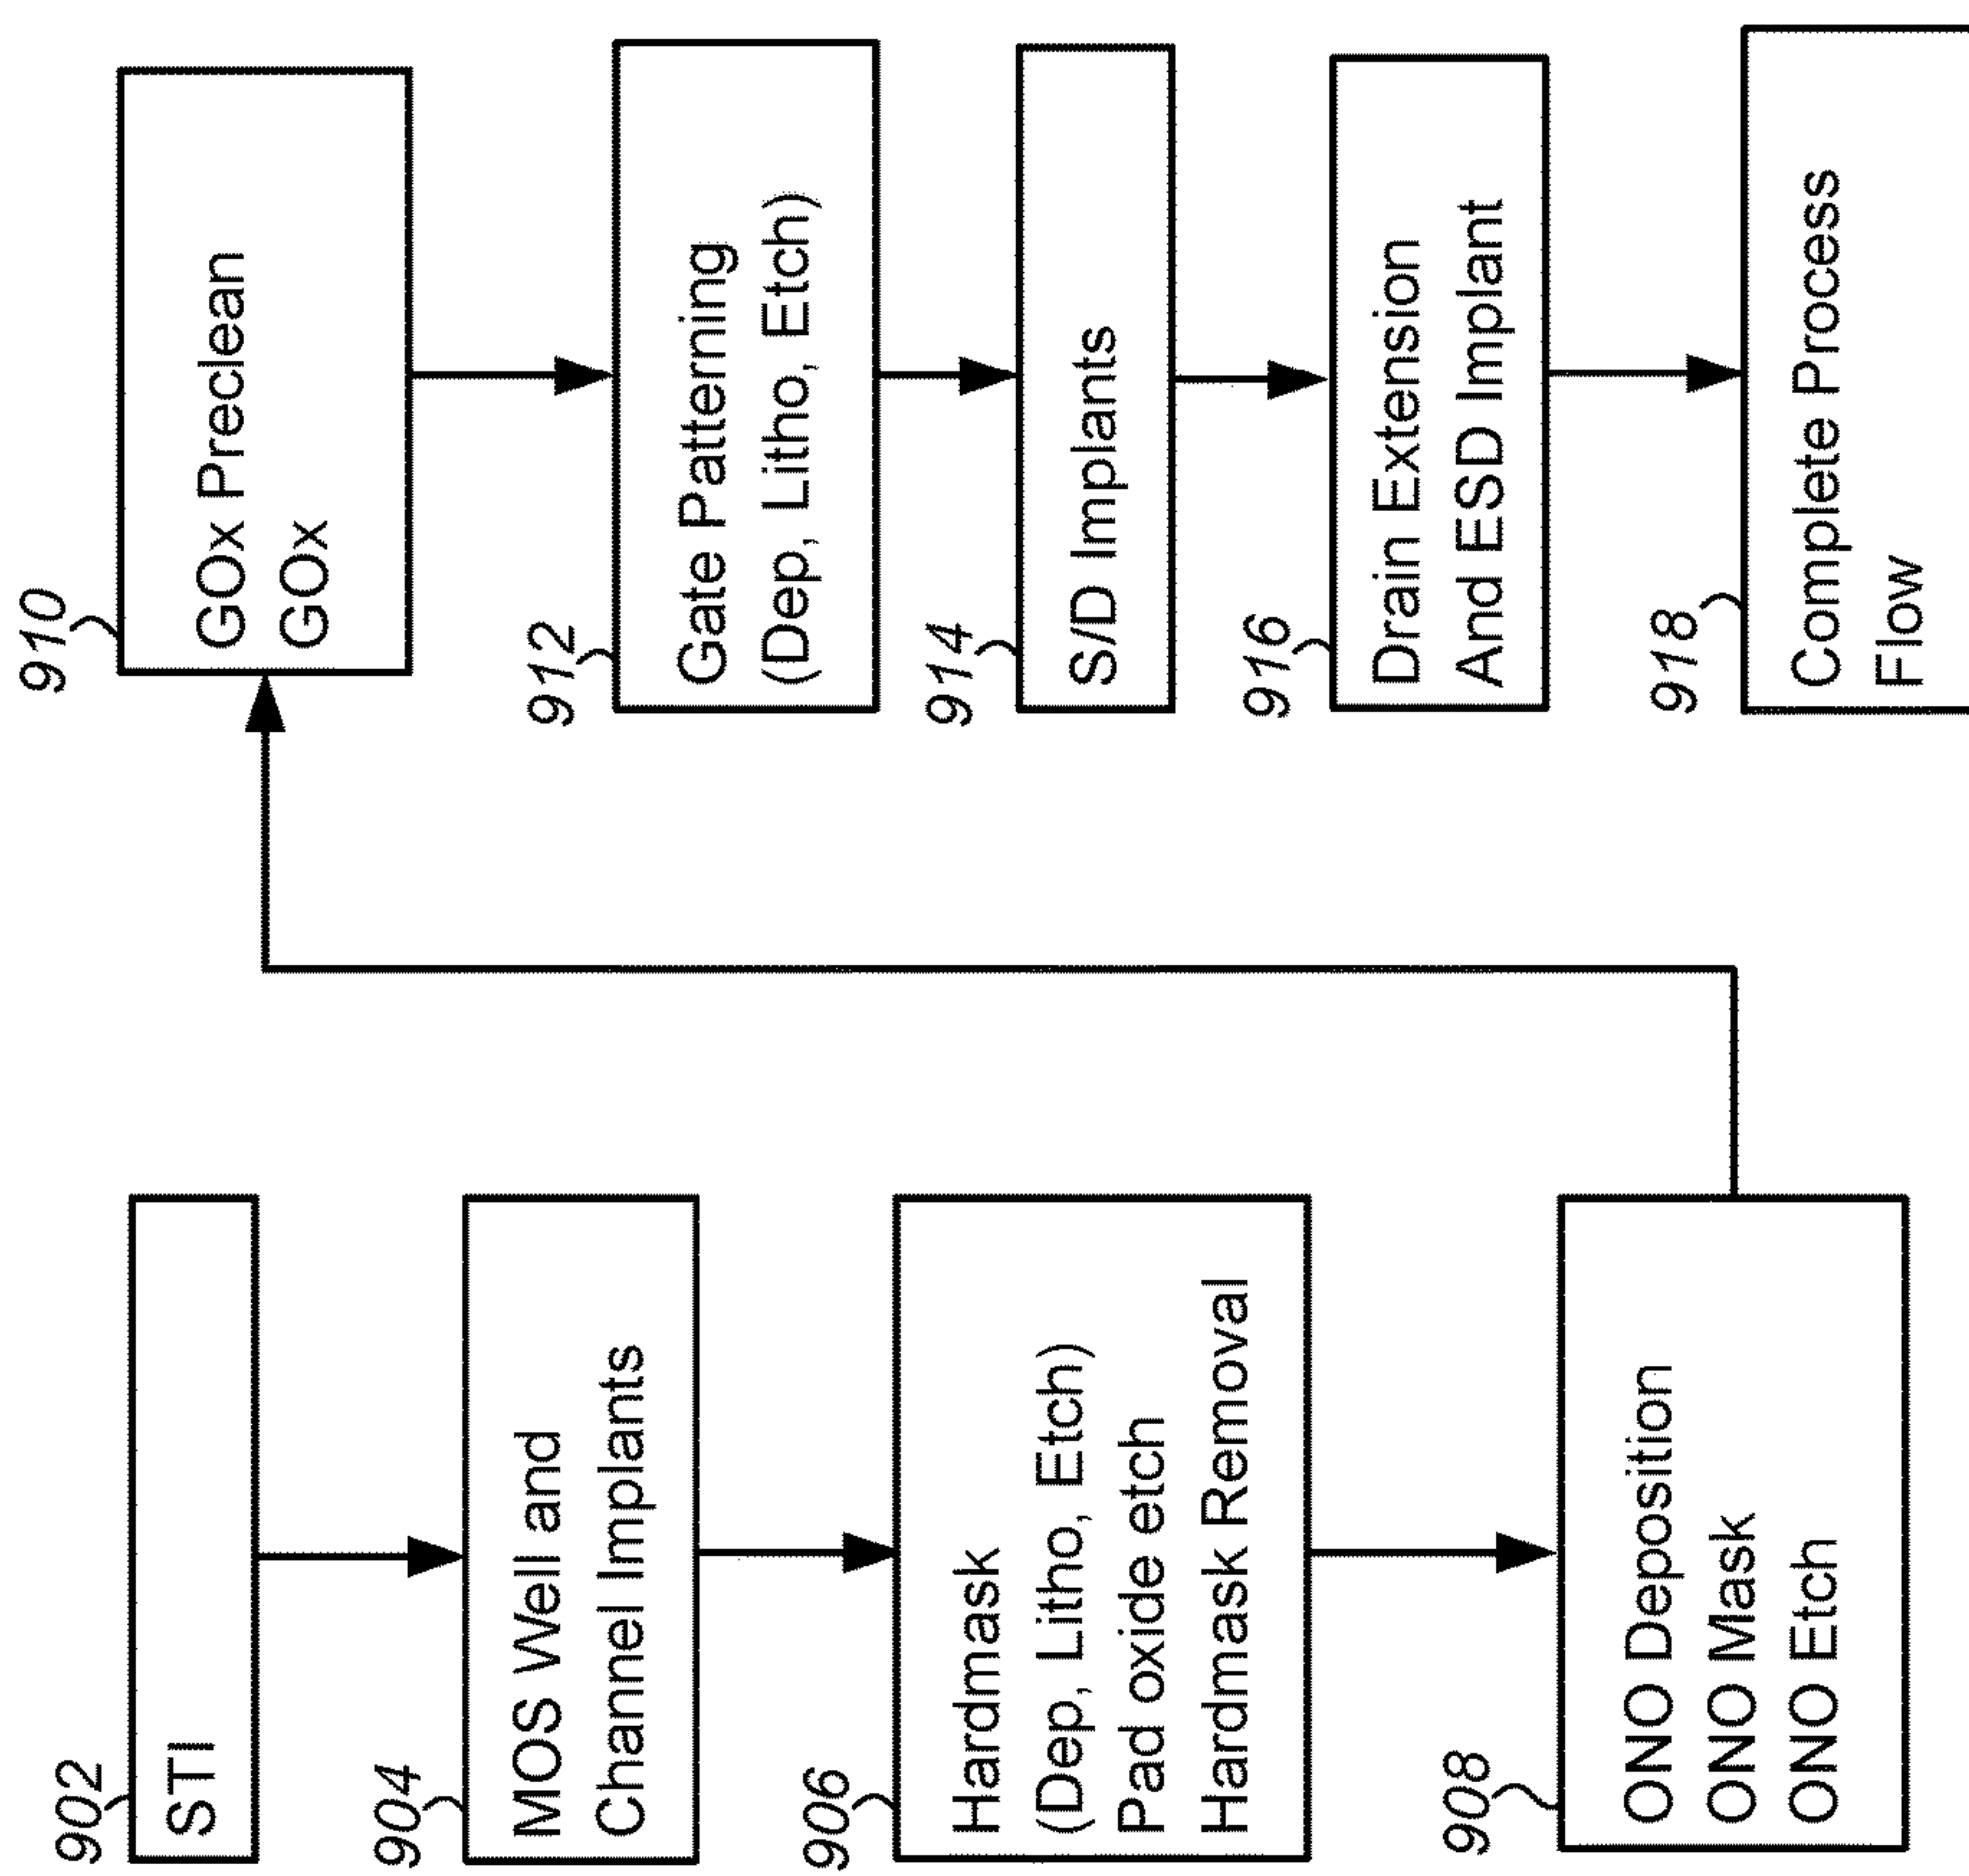 902
STI
904
MOS Well and
Channel Implants
906
Hardmask
(Dep, Litho, Etch)
Pad oxide etch
Hardmask Removal
908
ONO Deposition
ONO Mask
ONO Etch
910
GOx Preclean
GOx
912
Gate Patterning
(Dep, Litho, Etch)
914
S/D Implants
916
Drain Extension
And ESD Implant
918
Complete Process
Flow